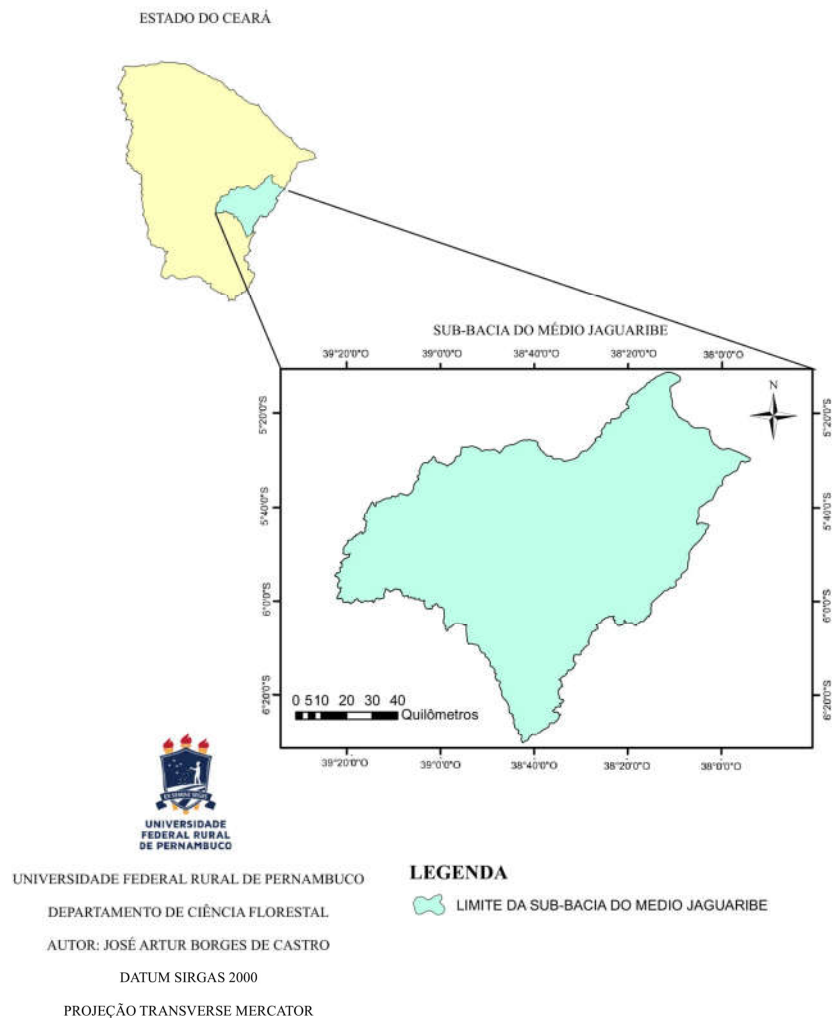 ESTADO DO CEARÁ
SUB-BACIA DO MÉDIO JAGUARIBE
39°20'0"O 39°0'0"O 38°40'0"O 38°20'0"O 38°0'0"O
N
5°20'0"S 5°20'0"S
5°40'0"S 5°40'0"S
6°0'0"S 6°0'0"S
6°20'0"S 6°20'0"S
0 5 10 20 30 40
Quilômetros
39°20'0"O 39°0'0"O 38°40'0"O 38°20'0"O 38°0'0"O
UNIVERSIDADE
FEDERAL RURAL
DE PERNAMBUCO
UNIVERSIDADE FEDERAL RURAL DE PERNAMBUCO
DEPARTAMENTO DE CIÊNCIA FLORESTAL
AUTOR: JOSÉ ARTUR BORGES DE CASTRO
DATUM SIRGAS 2000
PROJEÇÃO TRANSVERSE MERCATOR
LEGENDA
LIMITE DA SUB-BACIA DO MEDIO JAGUARIBE